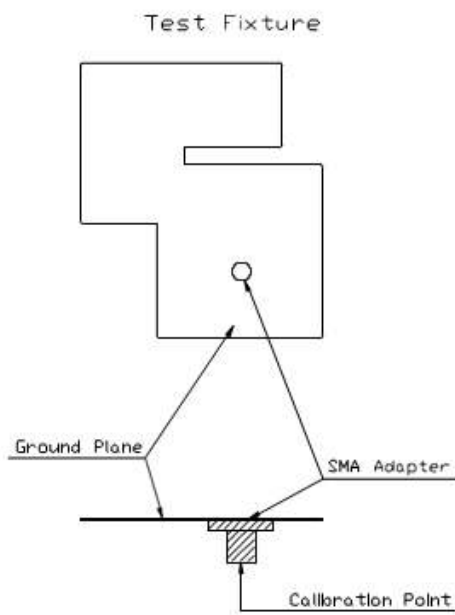 Test Fixture
Ground Plane
SMA Adapter
Calibration Point